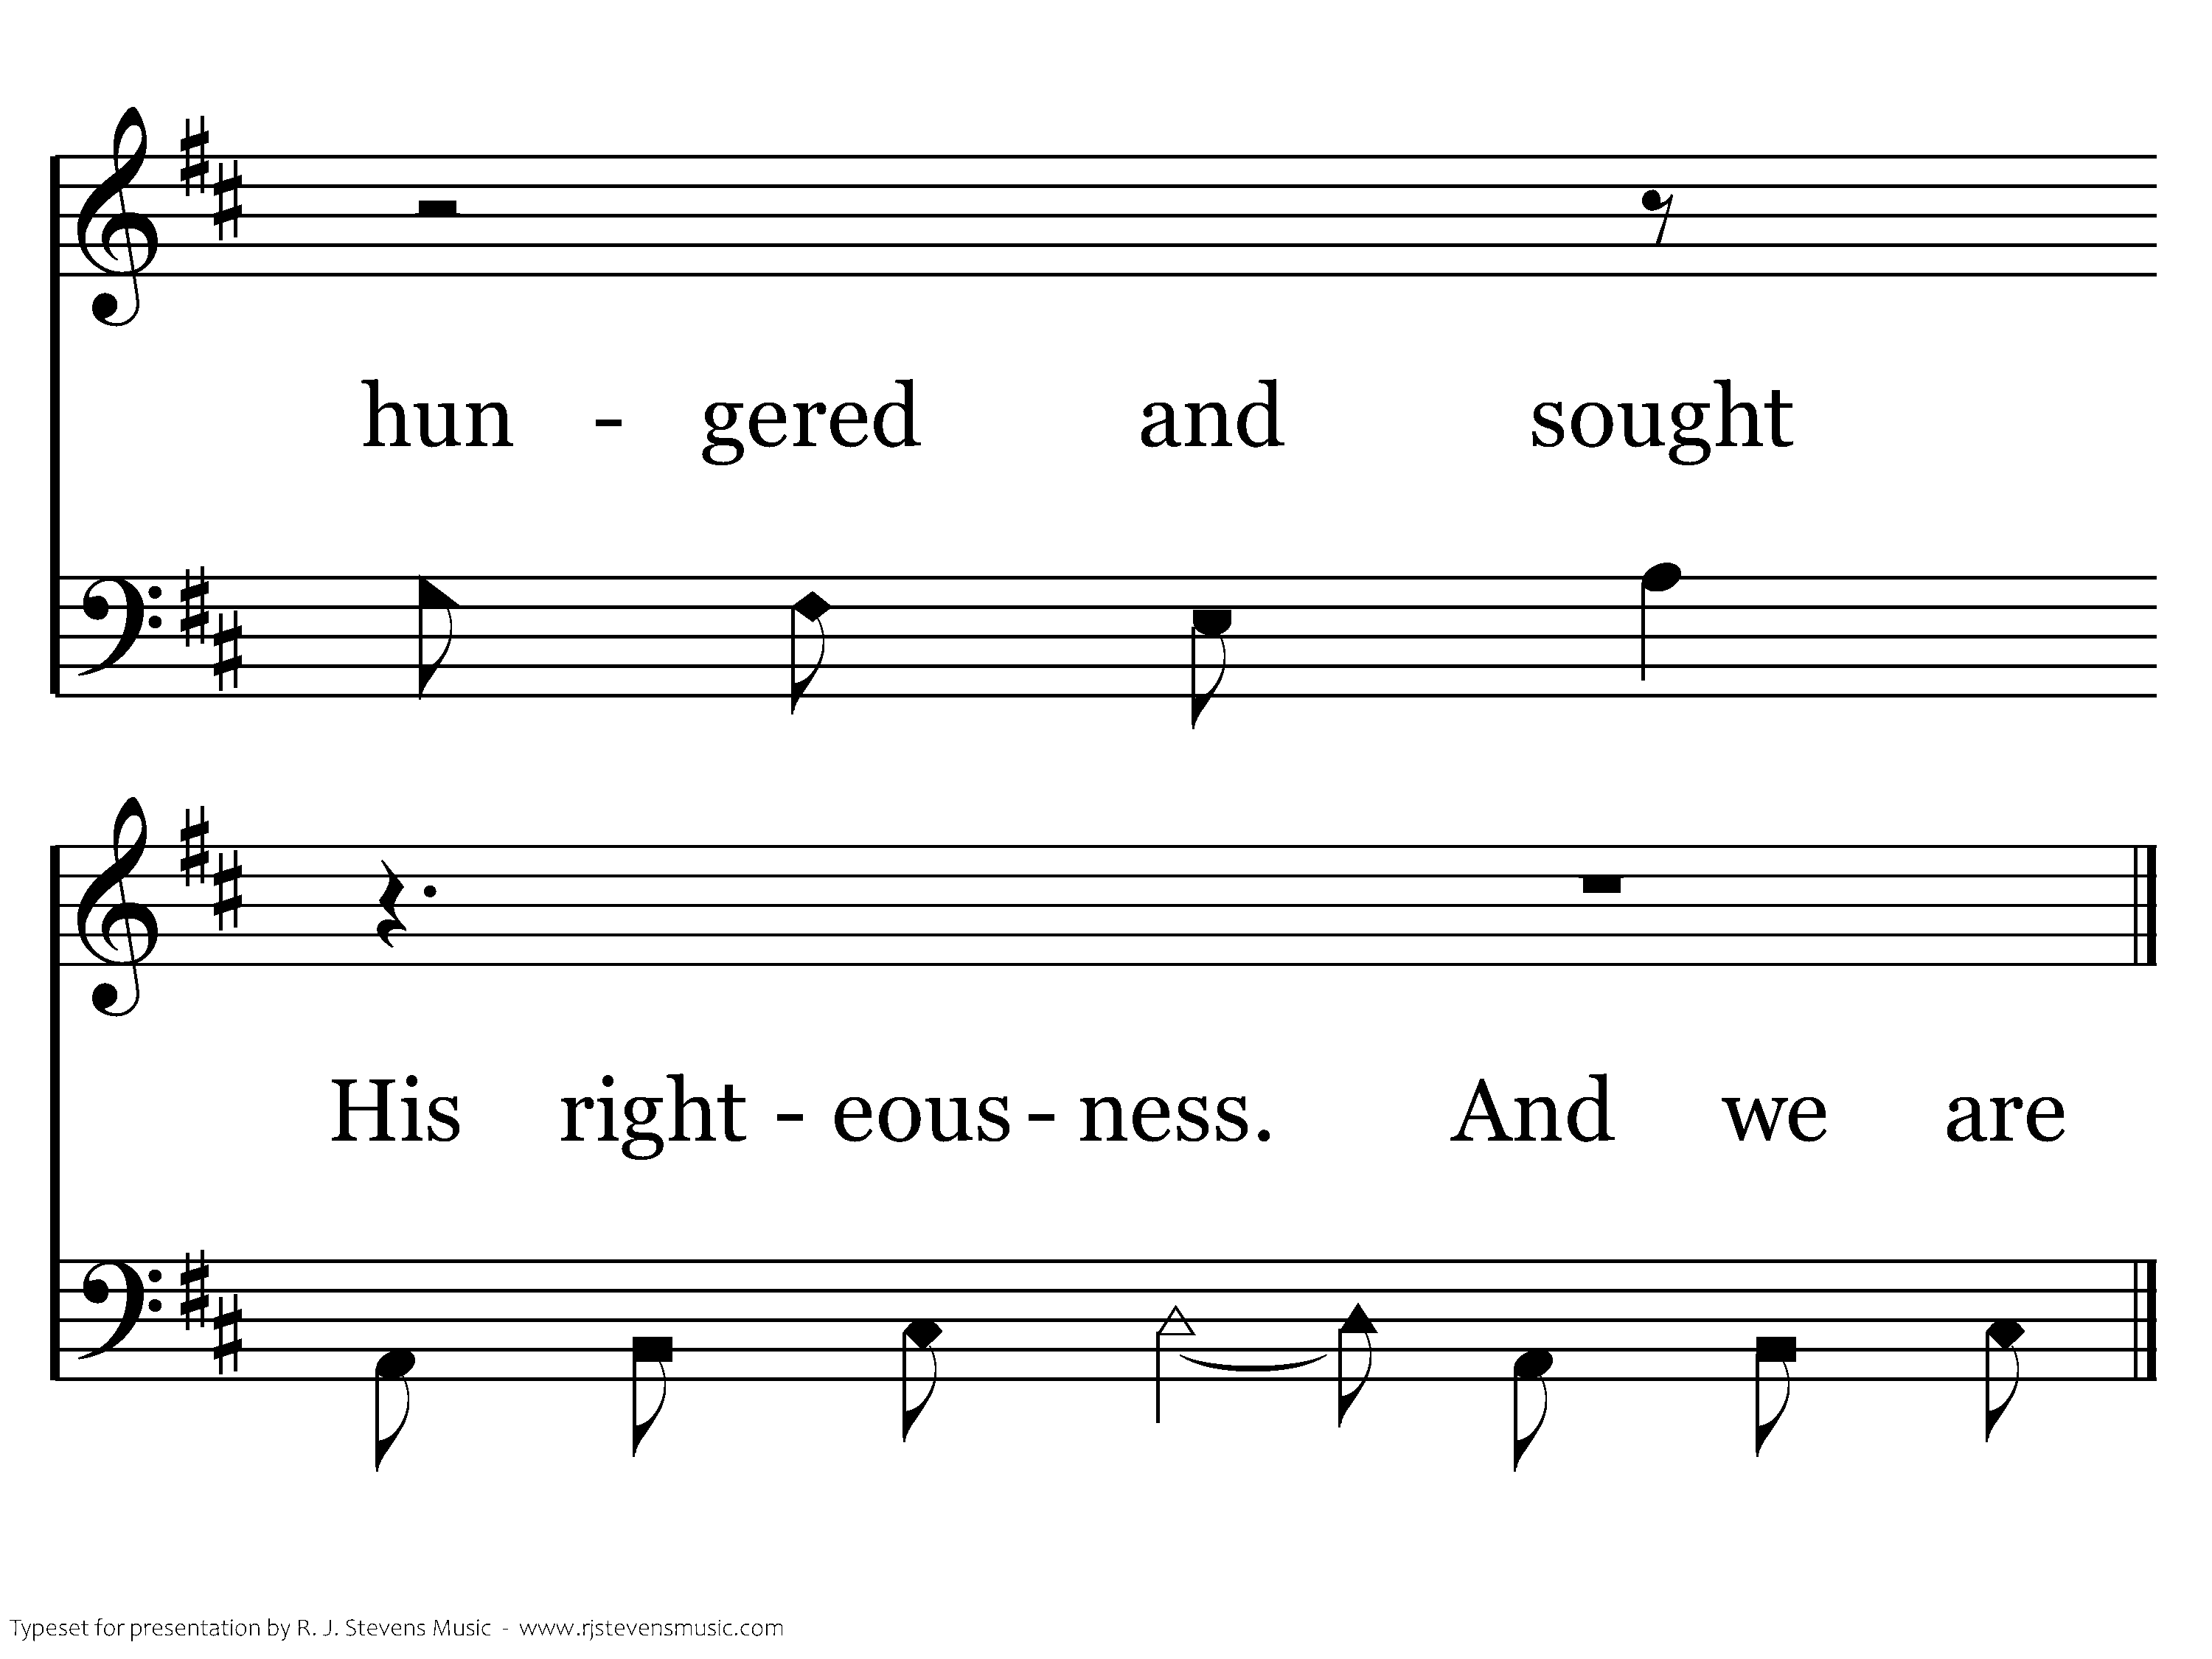 hun - gered and sought
His right - eous - ness. And we are
Typeset for presentation by R. J. Stevens Music - www.rjstevensmusic.com